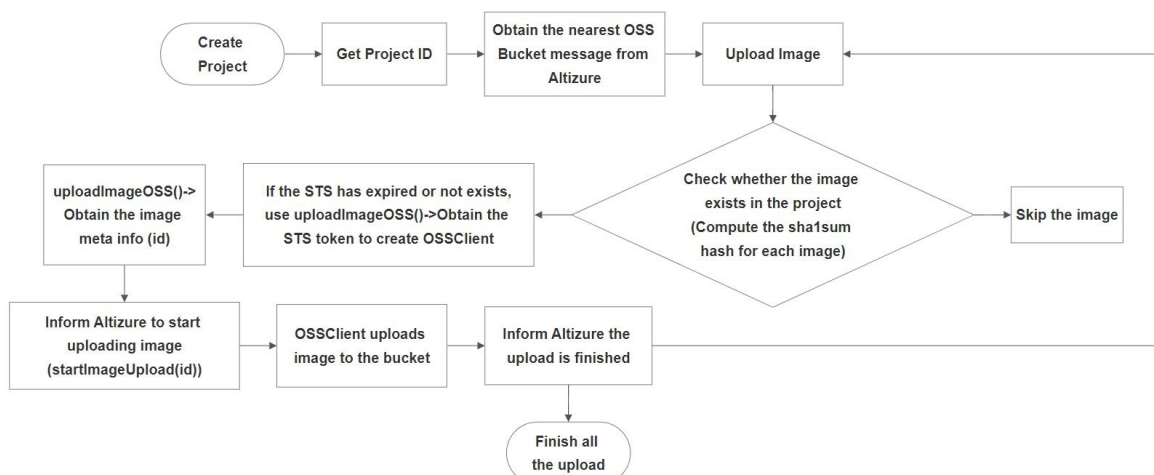 Create
Project
Get Project ID
Obtain the nearest OSS
Bucket message from
Altizure
Upload Image
Check whether the image
exists in the project
(Compute the sha1sum
hash for each image)
Skip the image
If the STS has expired or not exists,
use uploadImageOSS()->Obtain the
STS token to create OSSClient
uploadImageOSS()->
Obtain the image
meta info (id)
Inform Altizure to start
uploading image
(startImageUpload(id))
OSSClient uploads
image to the bucket
Inform Altizure the
upload is finished
Finish all
the upload